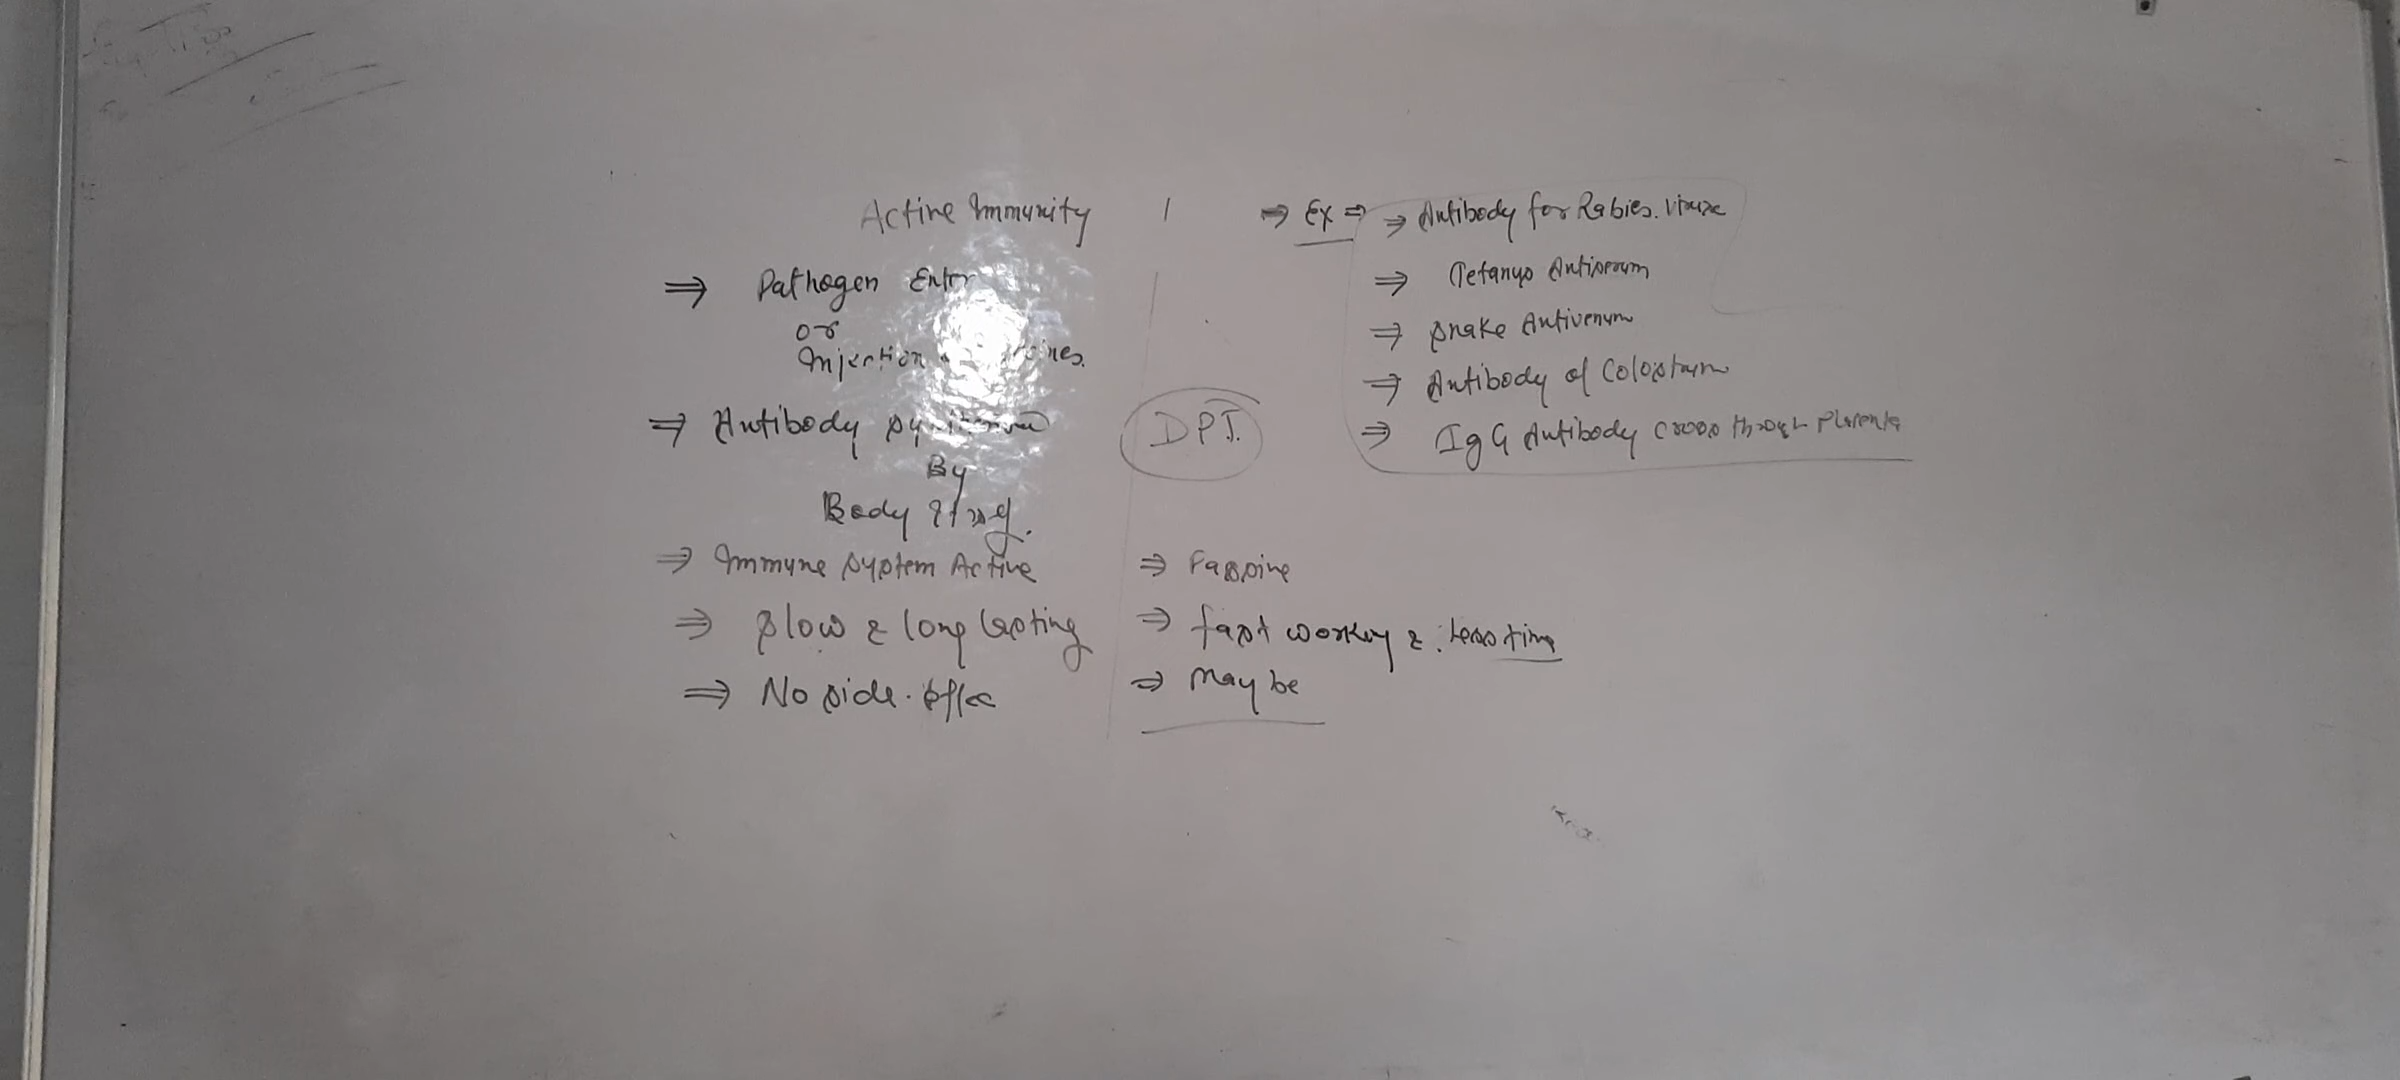 Active Immunity
⇒ Pathogen Enter
or
Injection
⇒ Antibody
By
Body itself.
⇒ Immune system Active
⇒ Slow & long lasting
⇒ No side effec
DPT.
⇒ Passive
⇒ fast working & less time
⇒ May be
⇒ Ex ⇒ ⇒ Antibody for Rabies.
⇒ Tetanus Antiserum
⇒ Snake Antivenum
⇒ Antibody of Colostrum
⇒ IgG Antibody cross through placenta